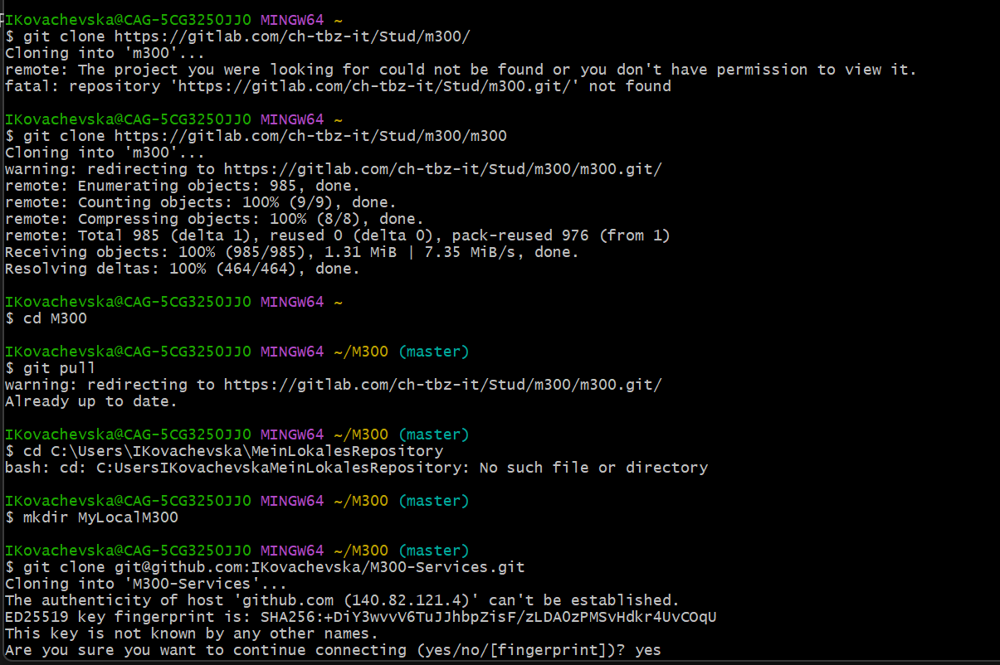 IKovachevska@CAG-5CG3250JJ0 MINGW64 ~
$ git clone https://gitlab.com/ch-tbz-it/Stud/m300/
Cloning into 'm300'...
remote: The project you were looking for could not be found or you don't have permission to view it.
fatal: repository 'https://gitlab.com/ch-tbz-it/Stud/m300.git/' not found
IKovachevska@CAG-5CG3250JJ0 MINGW64 ~
$ git clone https://gitlab.com/ch-tbz-it/Stud/m300/m300
Cloning into 'm300'...
warning: redirecting to https://gitlab.com/ch-tbz-it/Stud/m300/m300.git/
remote: Enumerating objects: 985, done.
remote: Counting objects: 100% (9/9), done.
remote: Compressing objects: 100% (8/8), done.
remote: Total 985 (delta 1), reused 0 (delta 0), pack-reused 976 (from 1)
Receiving objects: 100% (985/985), 1.31 MiB | 7.35 MiB/s, done.
Resolving deltas: 100% (464/464), done.
IKovachevska@CAG-5CG3250JJ0 MINGW64 ~
$ cd M300
IKovachevska@CAG-5CG3250JJ0 MINGW64 ~/M300 (master)
$ git pull
warning: redirecting to https://gitlab.com/ch-tbz-it/Stud/m300/m300.git/
Already up to date.
IKovachevska@CAG-5CG3250JJ0 MINGW64 ~/M300 (master)
$ cd C:\Users\IKovachevska\MeinLokalesRepository
bash: cd: C:UsersIKovachevskaMeinLokalesRepository: No such file or directory
IKovachevska@CAG-5CG3250JJ0 MINGW64 ~/M300 (master)
$ mkdir MyLocalM300
IKovachevska@CAG-5CG3250JJ0 MINGW64 ~/M300 (master)
$ git clone git@github.com:IKovachevska/M300-Services.git
Cloning into 'M300-Services'...
The authenticity of host 'github.com (140.82.121.4)' can't be established.
ED25519 key fingerprint is: SHA256:+DiY3wvvV6TuJJhbpZisF/zLDA0zPMSvHdkr4UvCOqU
This key is not known by any other names.
Are you sure you want to continue connecting (yes/no/[fingerprint])? yes